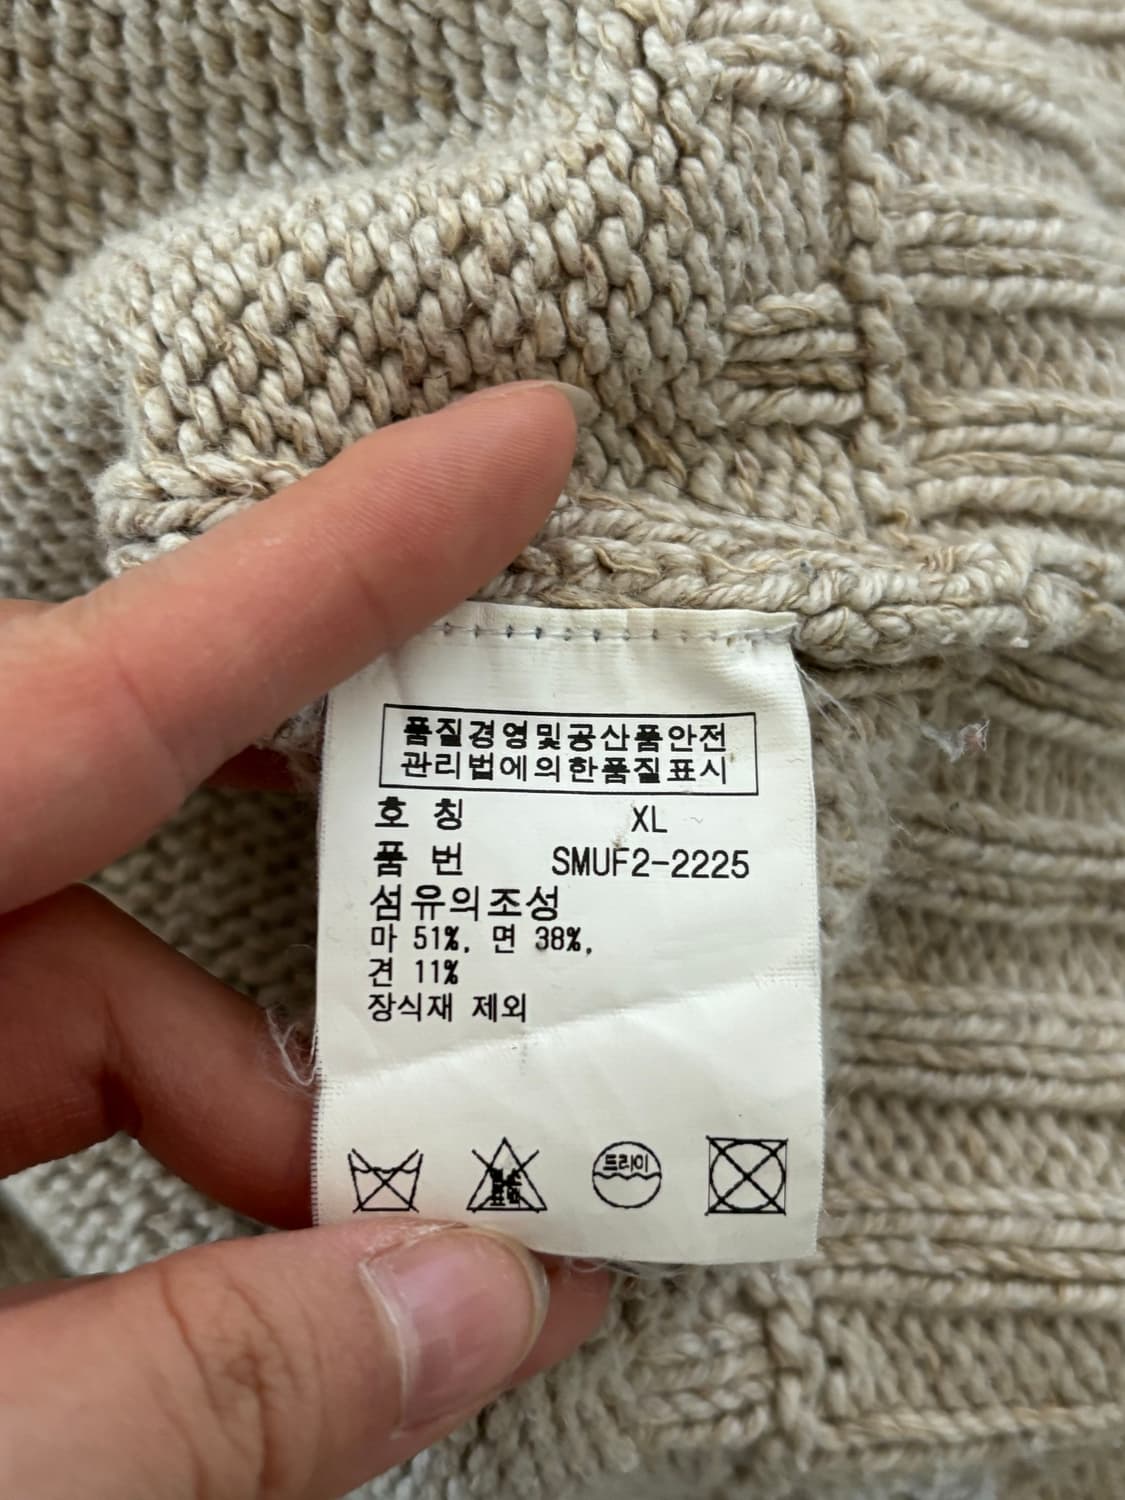 품질경영및공산품안전
관리법에의한품질표시
호 칭 XL
품 번 SMUF2-2225
섬유의조성
마 51%, 면 38%,
견 11%
장식재 제외
드라이